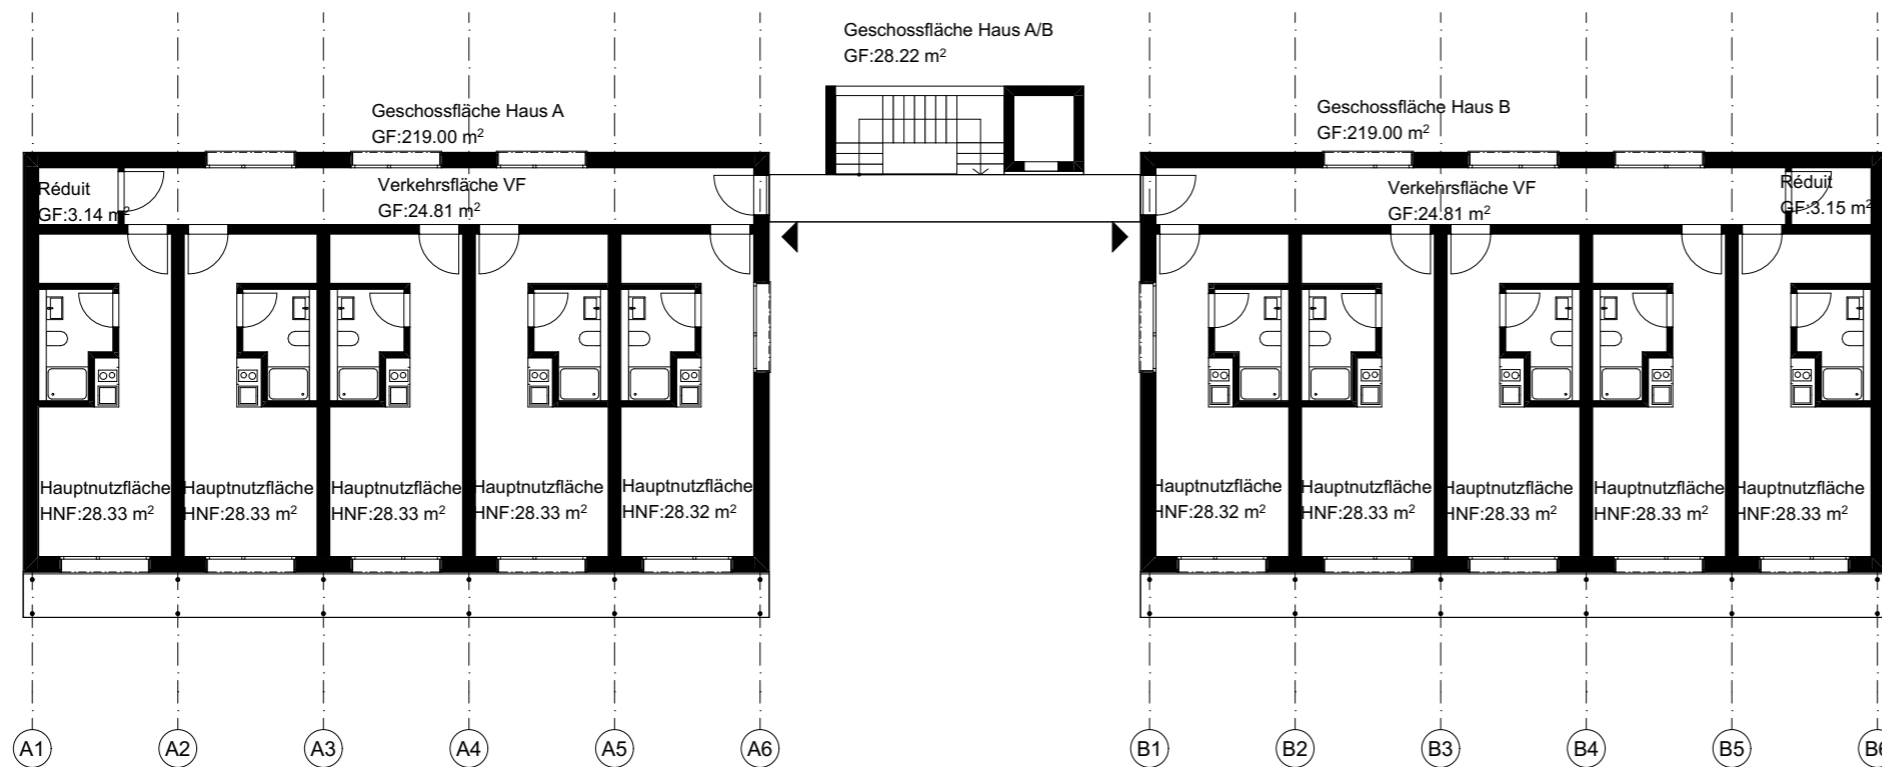 Geschossfläche Haus A/B
GF:28.22 m²
Geschossfläche Haus A
GF:219.00 m²
Geschossfläche Haus B
GF:219.00 m²
Réduit
GF:3.14 m²
Verkehrsfläche VF
GF:24.81 m²
Verkehrsfläche VF
GF:24.81 m²
Réduit
GF:3.15 m²
Hauptnutzfläche
HNF:28.33 m²
Hauptnutzfläche
HNF:28.33 m²
Hauptnutzfläche
HNF:28.33 m²
Hauptnutzfläche
HNF:28.33 m²
Hauptnutzfläche
HNF:28.32 m²
Hauptnutzfläche
HNF:28.32 m²
Hauptnutzfläche
HNF:28.33 m²
Hauptnutzfläche
HNF:28.33 m²
Hauptnutzfläche
HNF:28.33 m²
Hauptnutzfläche
HNF:28.33 m²
A1 A2 A3 A4 A5 A6 B1 B2 B3 B4 B5 B6